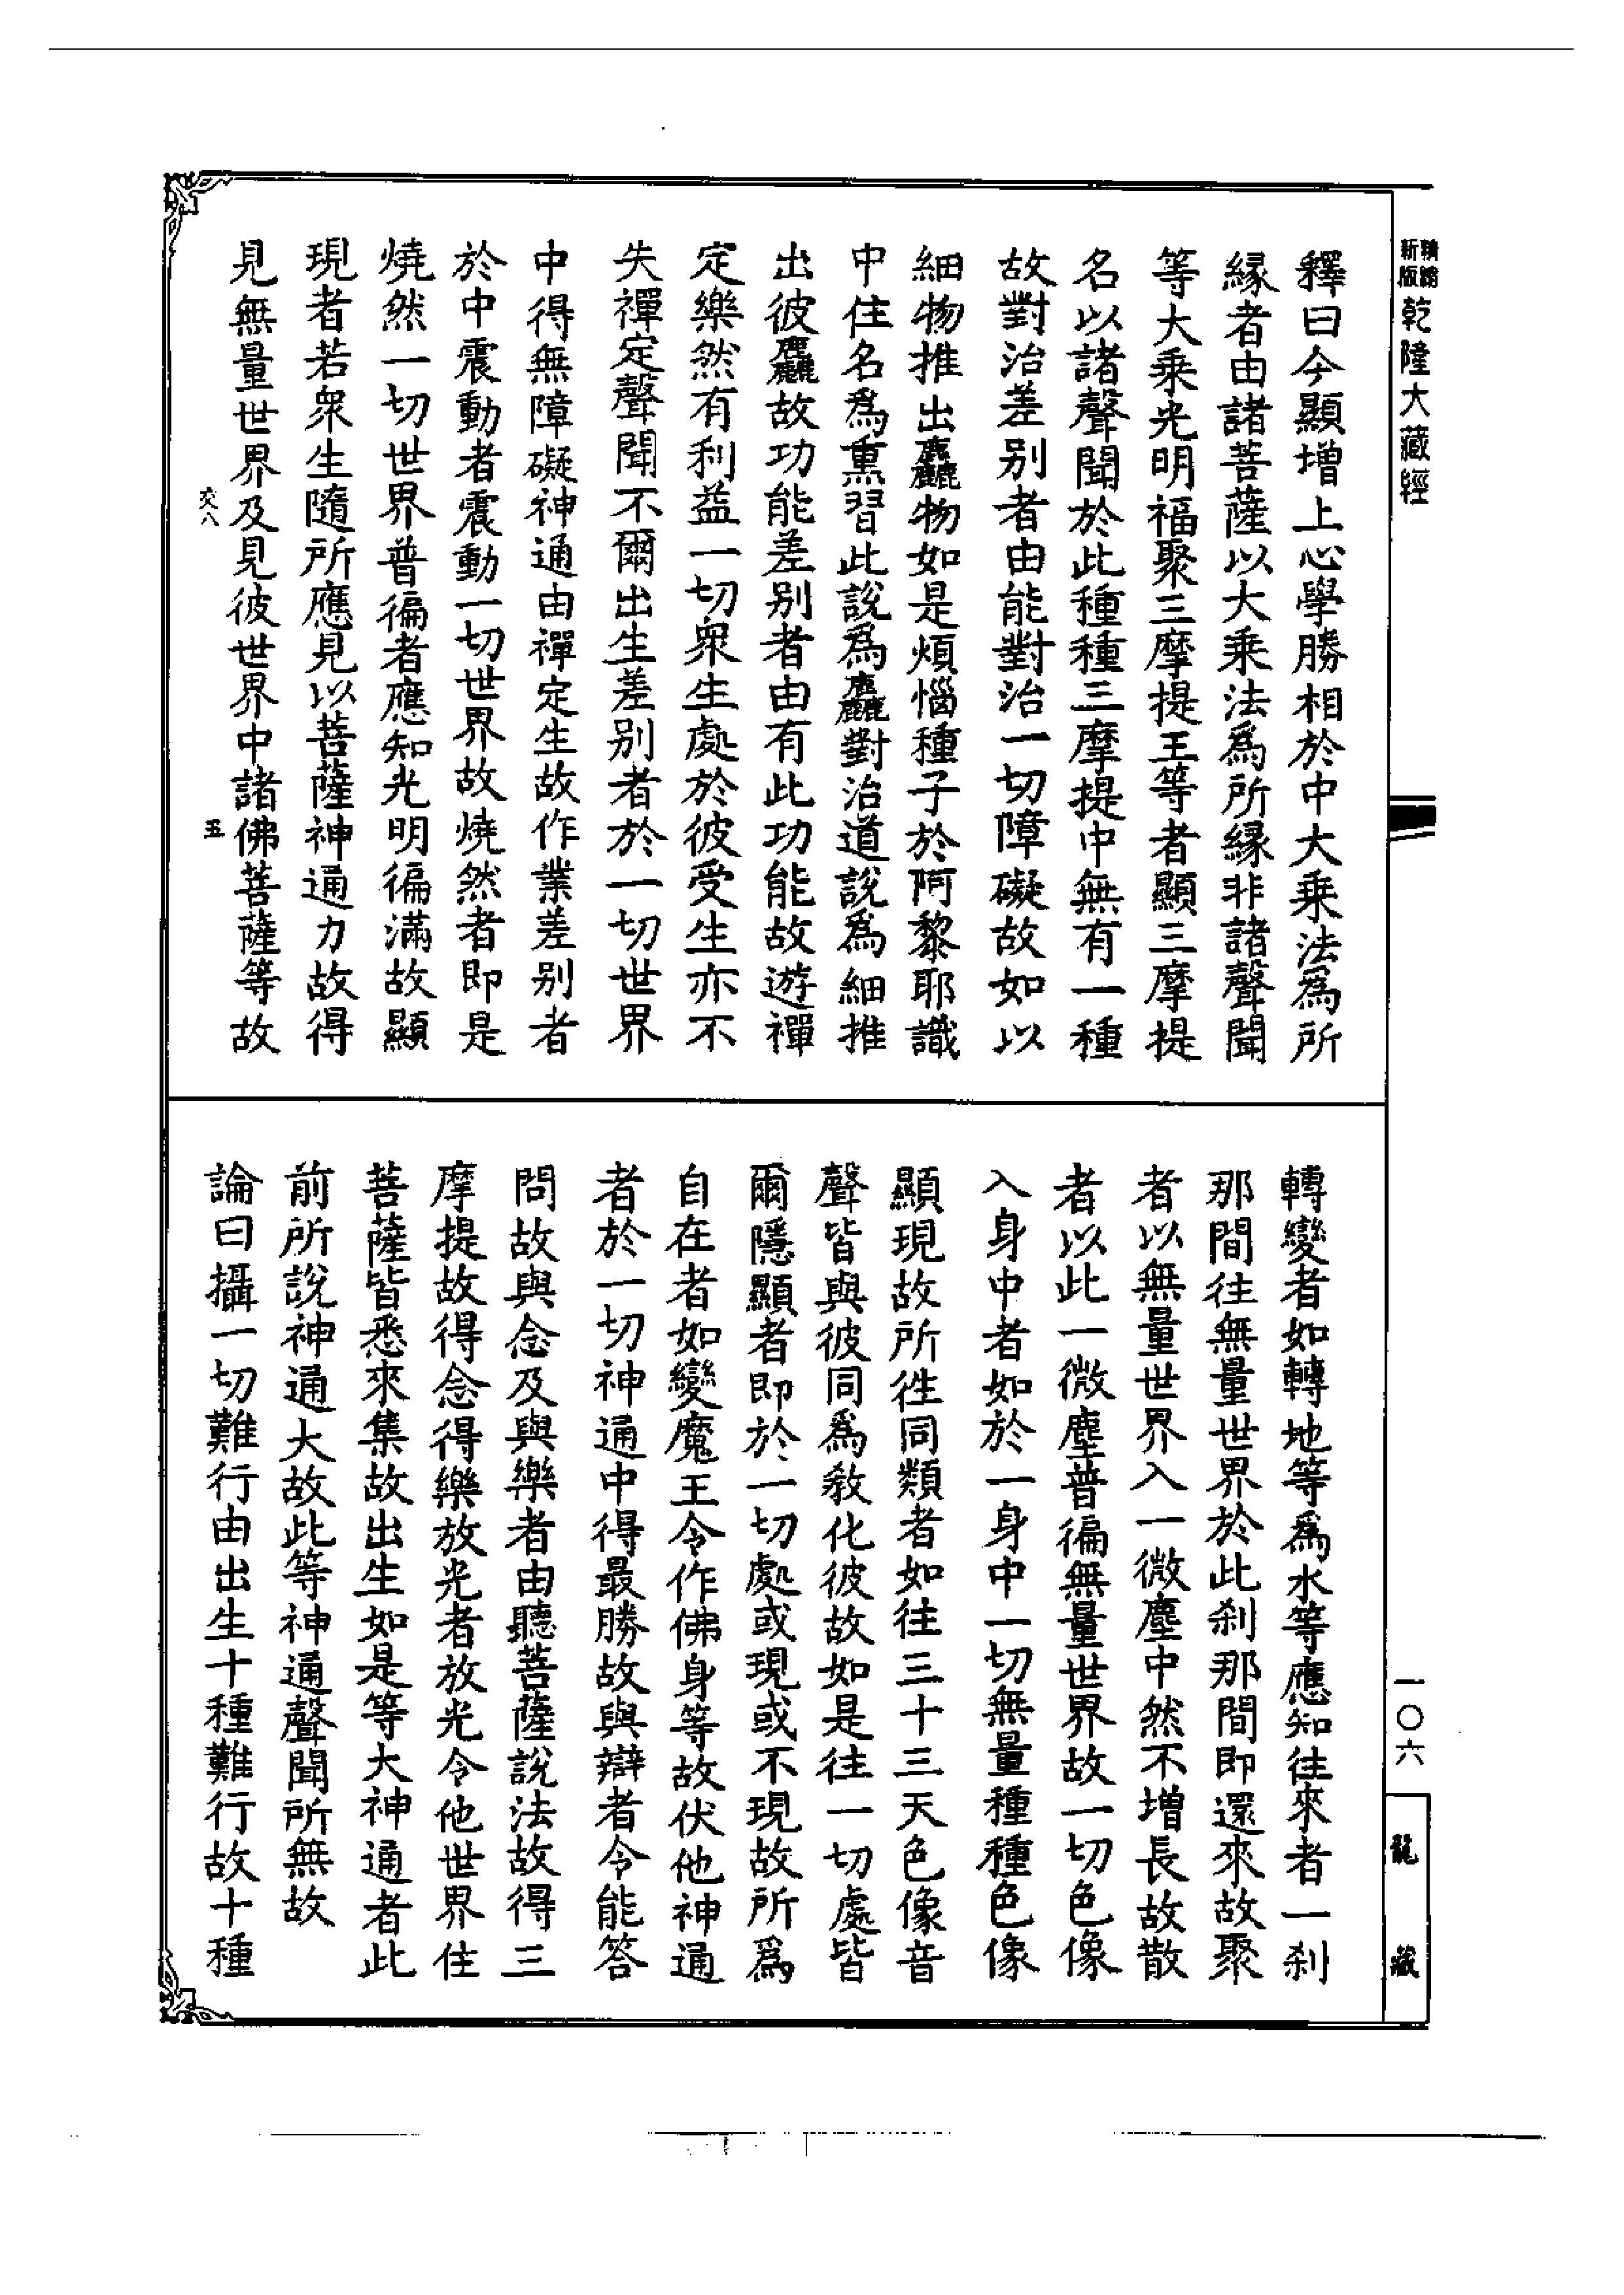 精縮
新版
乾隆大藏經
釋曰今顯增上心學勝相於中大乘法為所
緣者由諸菩薩以大乘法為所緣非諸聲聞
等大乘光明福聚三摩提王等者顯三摩提
名以諸聲聞於此種種三摩提中無有一種
故對治差別者由能對治一切障礙故如以
細物推出麤物如是煩惱種子於阿黎耶識
中住名為熏習此說為麤對治道說為細推
出彼麤故功能差別者由有此功能故遊禪
定樂然有利益一切衆生處於彼受生亦不
失禪定聲聞不爾出生差別者於一切世界
中得無障礙神通由禪定生故作業差別者
於中震動者震動一切世界故燒然者即是
燒然一切世界普徧者應知光明徧滿故顯
現者若衆生隨所應見以菩薩神通力故得
見無量世界及見彼世界中諸佛菩薩等故
交八
五
轉變者如轉地等為水等應知往來者一刹
那間往無量世界於此刹那間即還來故聚
者以無量世界入一微塵中然不增長故散
者以此一微塵普徧無量世界故一切色像
入身中者如於一身中一切無量種種色像
顯現故所往同類者如往三十三天色像音
聲皆與彼同為教化彼故如是往一切處皆
爾隱顯者即於一切處或現或不現故所為
自在者如變魔王令作佛身等故伏他神通
者於一切神通中得最勝故與辯者令能答
問故與念及與樂者由聽菩薩說法故得三
摩提故得念得樂放光者放光令他世界住
菩薩皆悉來集故出生如是等大神通者此
前所說神通大故此等神通聲聞所無故
論曰攝一切難行由出生十種難行故十種
一〇六
龍藏